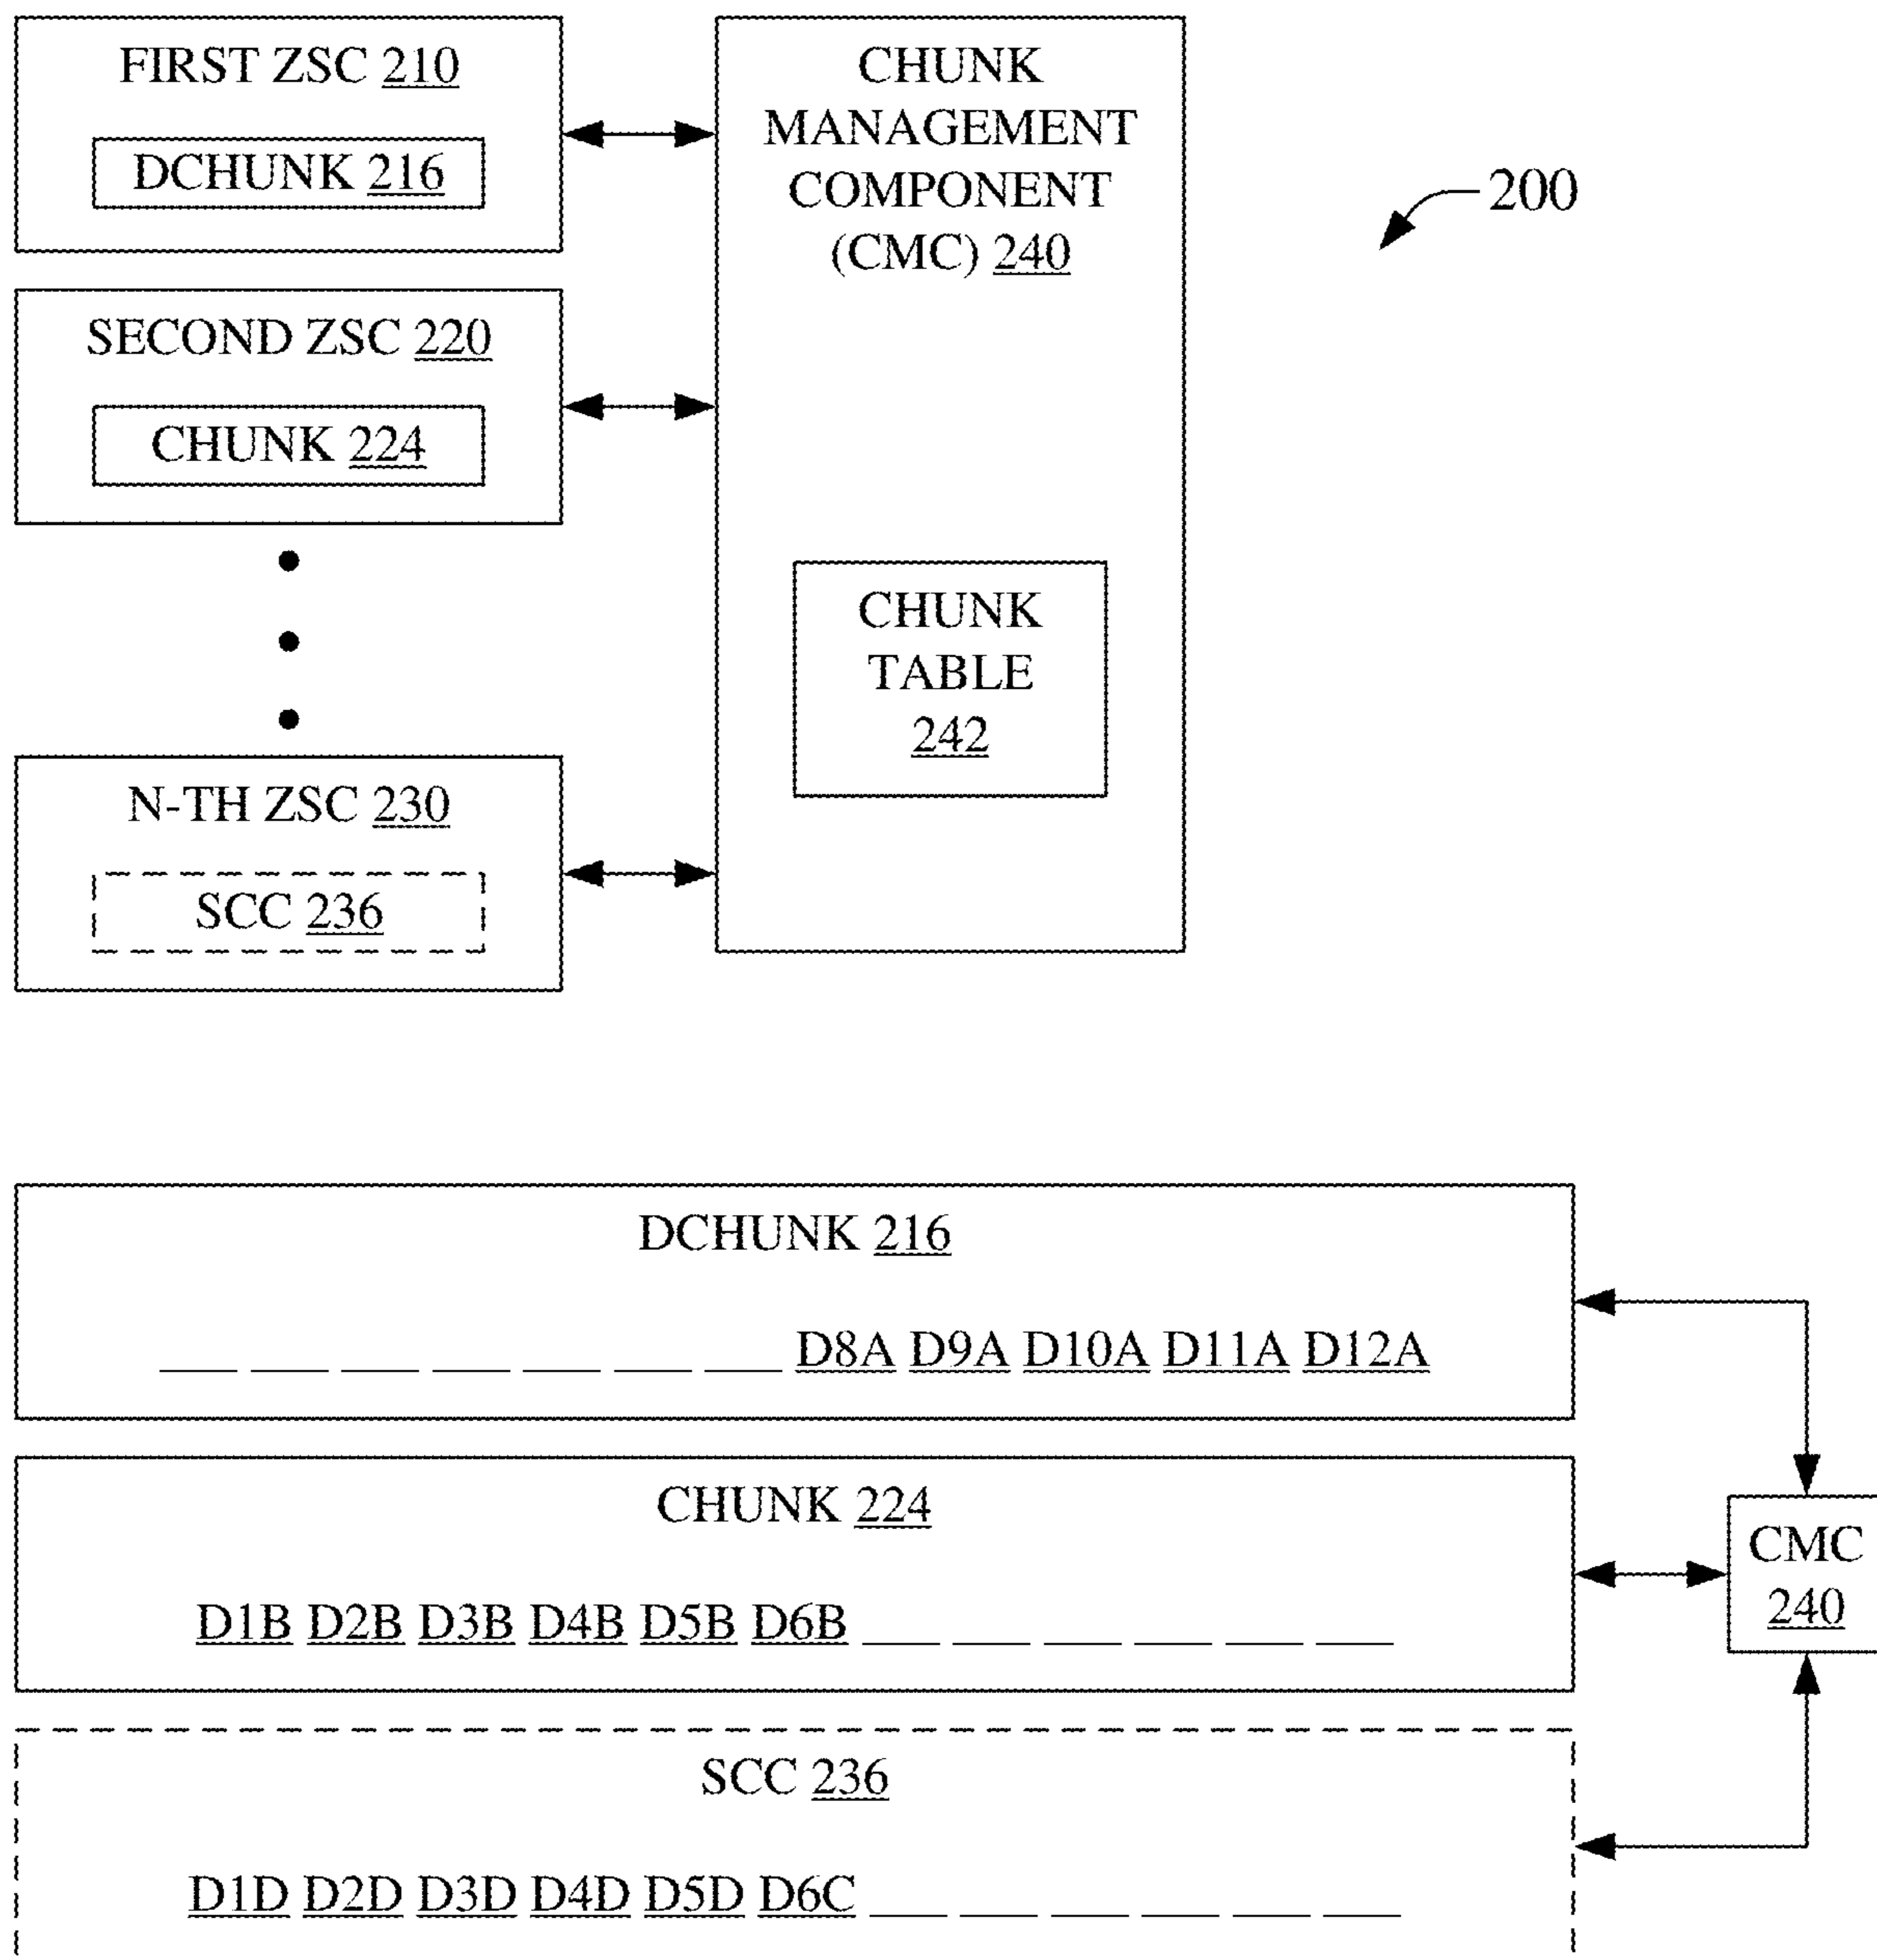 FIRST ZSC 210
DCHUNK 216
SECOND ZSC 220
CHUNK 224
N-TH ZSC 230
SCC 236
CHUNK
MANAGEMENT
COMPONENT
(CMC) 240
CHUNK
TABLE
242
200
DCHUNK 216
D8A D9A D10A D11A D12A
CHUNK 224
D1B D2B D3B D4B D5B D6B
SCC 236
D1D D2D D3D D4D D5D D6C
CMC
240